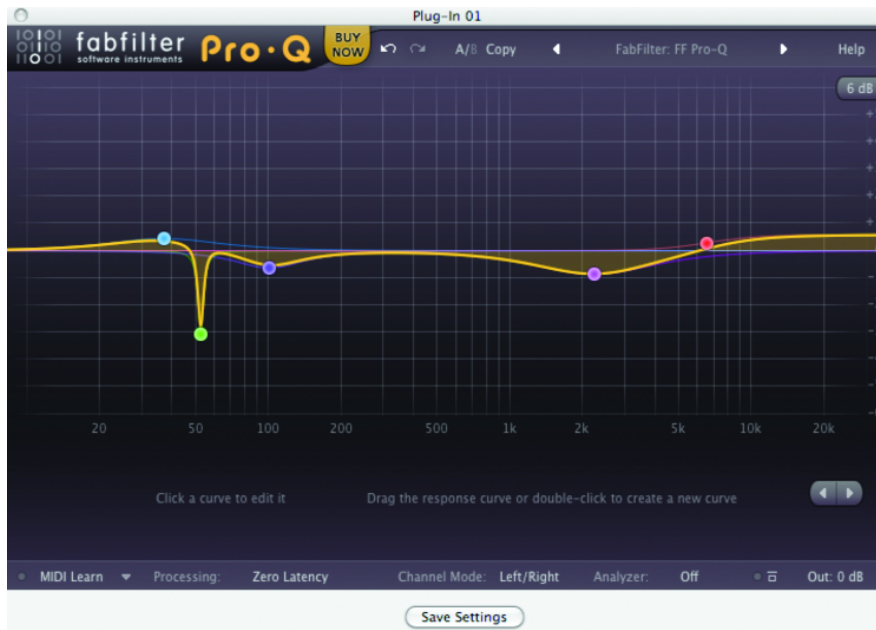 Plug-In 01
fabfilter
software instruments
Pro·Q
BUY
NOW
A/B Copy
FabFilter: FF Pro-Q
Help
6 dB
20 50 100 200 500 1k 2k 5k 10k 20k
Click a curve to edit it
Drag the response curve or double-click to create a new curve
MIDI Learn Processing: Zero Latency Channel Mode: Left/Right Analyzer: Off Out: 0 dB
Save Settings